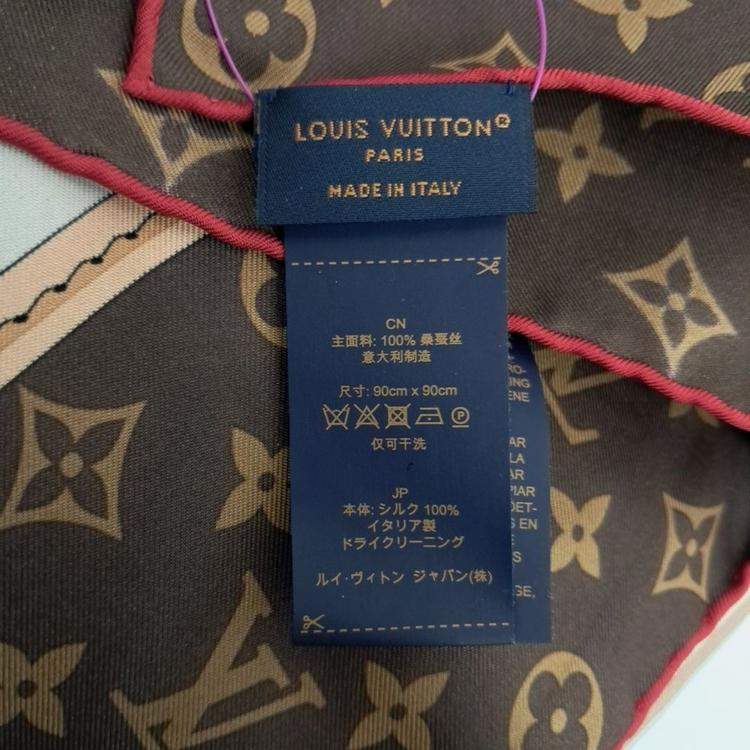 LOUIS VUITTON®
PARIS
MADE IN ITALY
CN
主面料: 100% 桑蚕丝
意大利制造
尺寸: 90cm x 90cm
仅可干洗
JP
本体: シルク 100%
イタリア製
ドライクリーニング
ルイ·ヴィトン ジャパン(株)